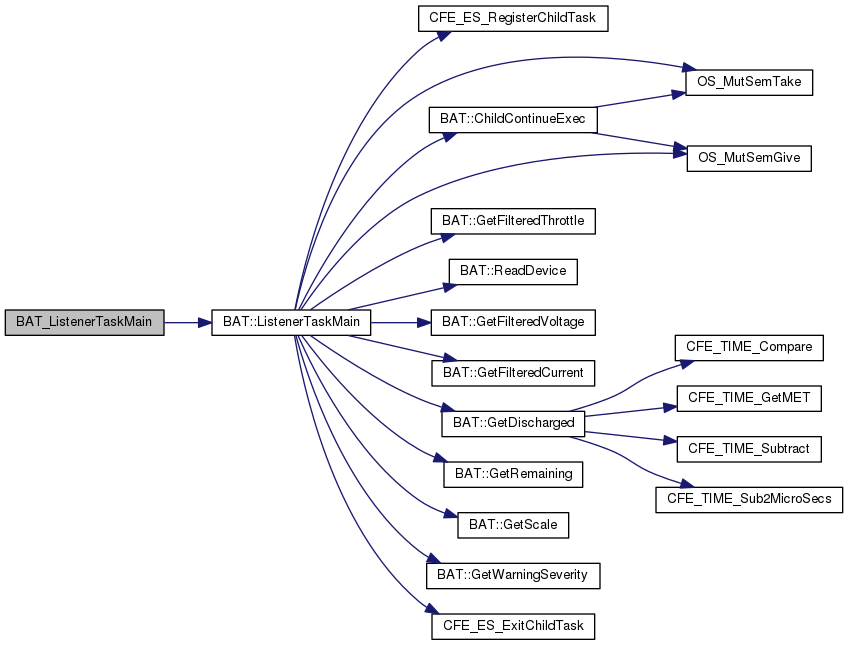 CFE_ES_RegisterChildTask
OS_MutSemTake
BAT::ChildContinueExec
OS_MutSemGive
BAT::GetFilteredThrottle
BAT::ReadDevice
BAT_ListenerTaskMain
BAT::ListenerTaskMain
BAT::GetFilteredVoltage
CFE_TIME_Compare
BAT::GetFilteredCurrent
CFE_TIME_GetMET
BAT::GetDischarged
CFE_TIME_Subtract
BAT::GetRemaining
CFE_TIME_Sub2MicroSecs
BAT::GetScale
BAT::GetWarningSeverity
CFE_ES_ExitChildTask